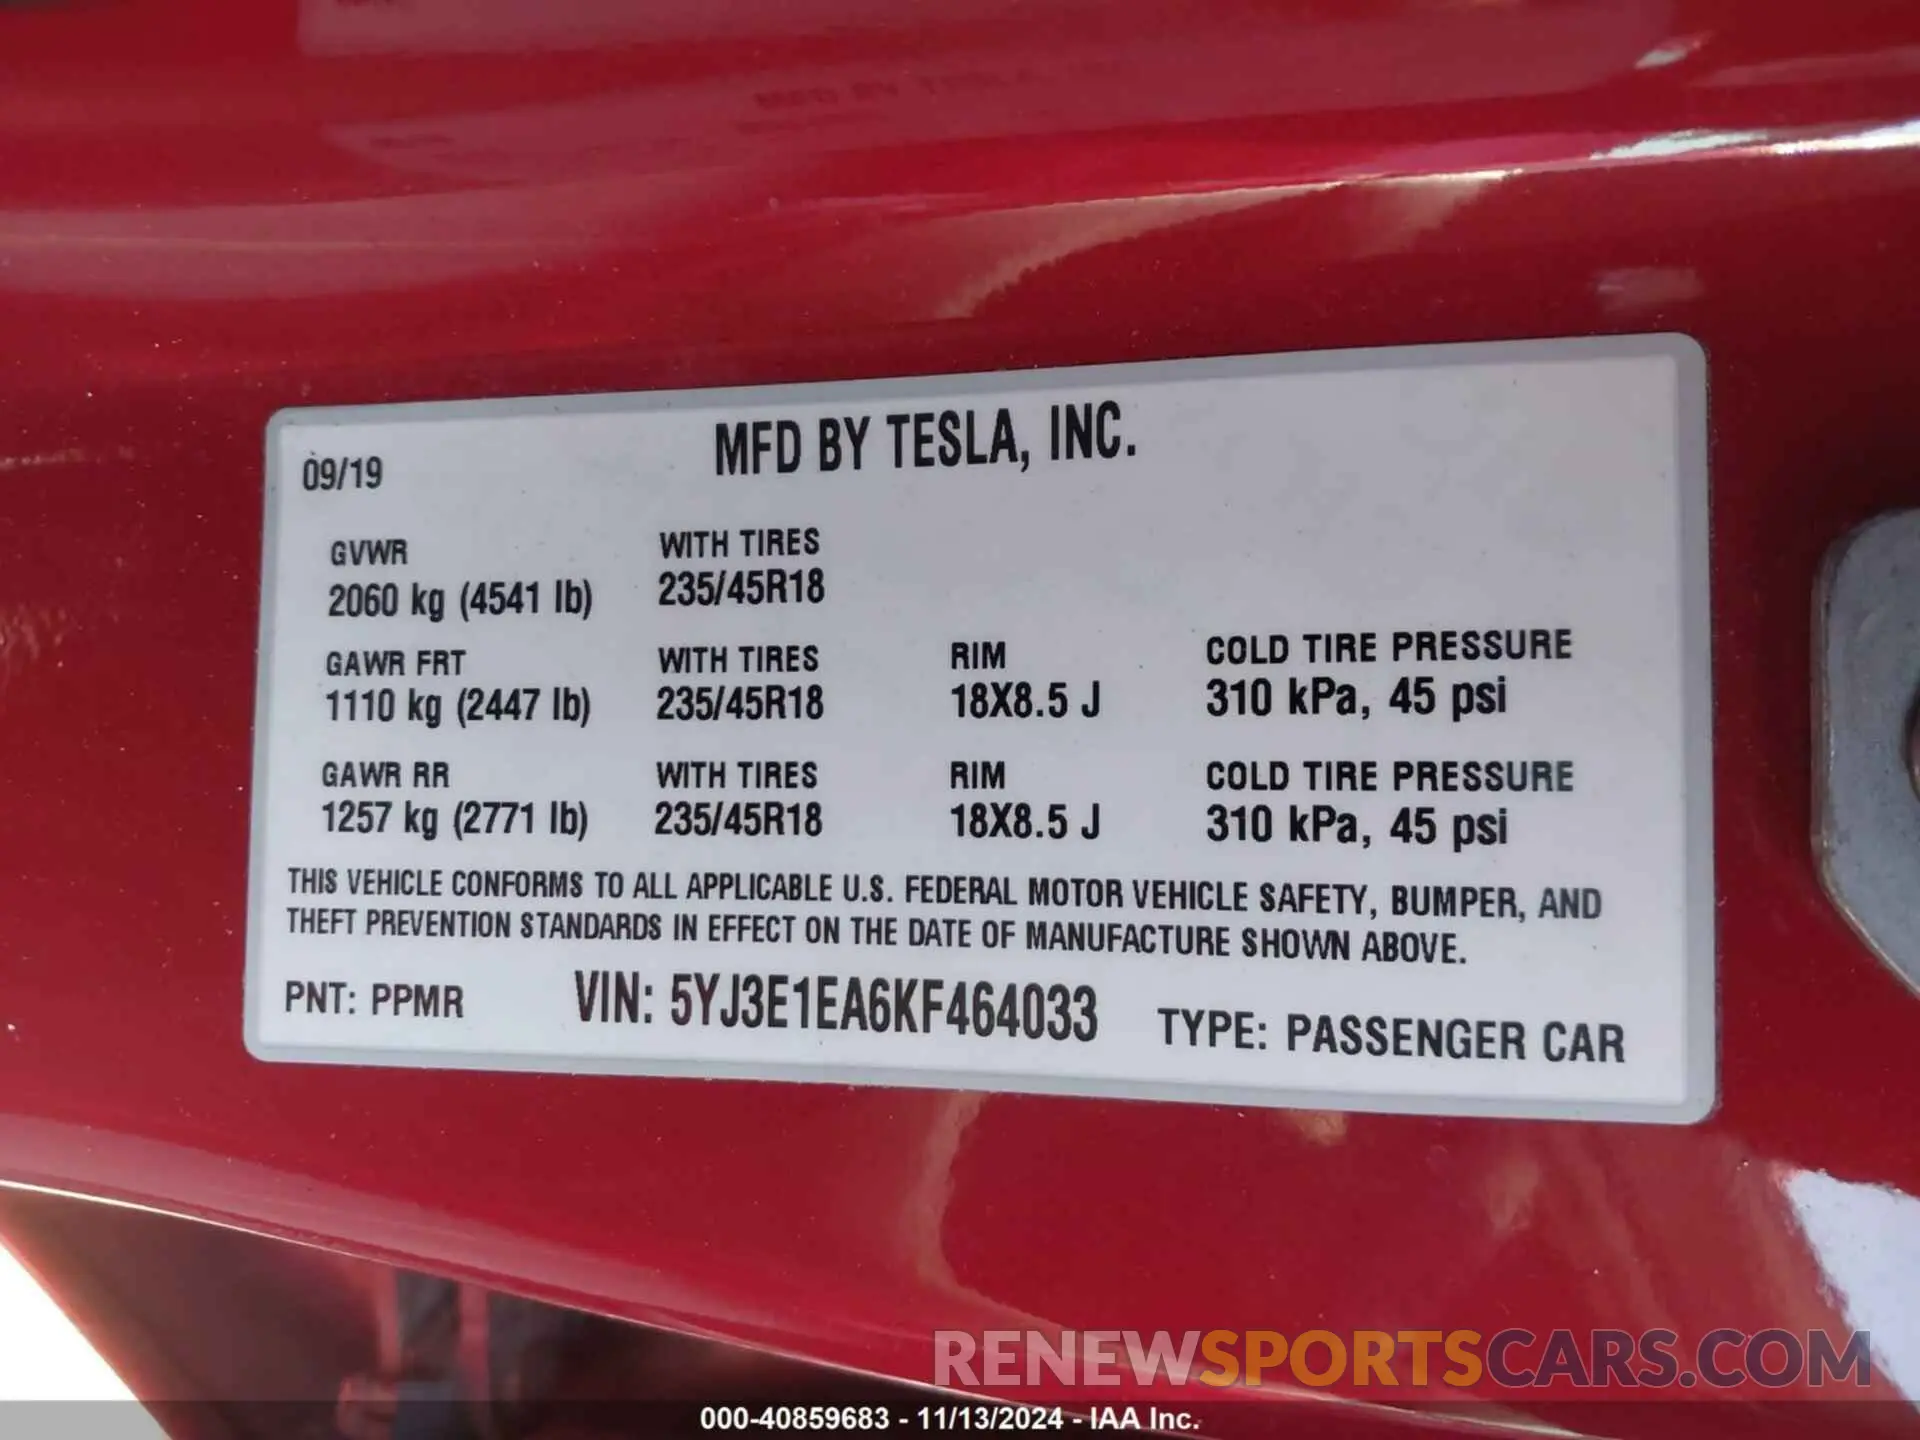 MFD BY TESLA, INC.
09/19
GVWR WITH TIRES
2060 kg (4541 lb) 235/45R18
GAWR FRT WITH TIRES RIM COLD TIRE PRESSURE
1110 kg (2447 lb) 235/45R18 18X8.5 J 310 kPa, 45 psi
GAWR RR WITH TIRES RIM COLD TIRE PRESSURE
1257 kg (2771 lb) 235/45R18 18X8.5 J 310 kPa, 45 psi
THIS VEHICLE CONFORMS TO ALL APPLICABLE U.S. FEDERAL MOTOR VEHICLE SAFETY, BUMPER, AND
THEFT PREVENTION STANDARDS IN EFFECT ON THE DATE OF MANUFACTURE SHOWN ABOVE.
PNT: PPMR VIN: 5YJ3E1EA6KF464033 TYPE: PASSENGER CAR
RENEWSPORTSCARS.COM
000-40859683 - 11/13/2024 - IAA Inc.